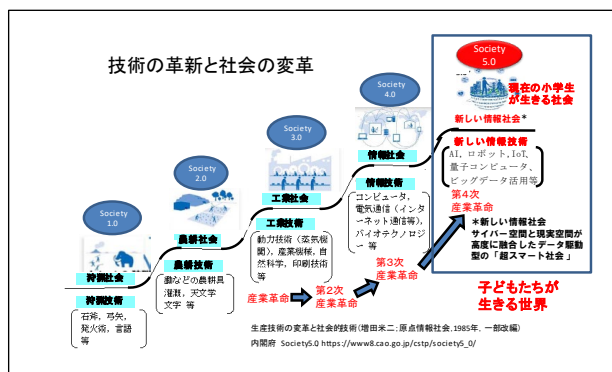 技術の革新と社会の変革
Society
1.0
狩猟社会
狩猟技術
石斧, 弓矢,
発火術, 言語
等
Society
2.0
農耕社会
農耕技術
鍬などの農耕具
灌漑, 天文学
文字 等
Society
3.0
工業社会
工業技術
動力技術(蒸気機
関), 産業機械, 自
然科学, 印刷技術
等
Society
4.0
情報社会
情報技術
コンピュータ,
電気通信(インター
ネット通信等),
バイオテクノロジ
ー 等
Society
5.0
現在の小学生
が生きる社会
新しい情報社会*
新しい情報技術
AI, ロボット, IoT,
量子コンピュータ,
ビッグデータ活用等
産業革命
第2次
産業革命
第3次
産業革命
第4次
産業革命
*新しい情報社会
サイバー空間と現実空間が
高度に融合したデータ駆動
型の「超スマート社会」
子どもたちが
生きる世界
生産技術の変革と社会的技術(増田米二:原点情報社会,1985年, 一部改編)
内閣府 Society5.0 https://www8.cao.go.jp/cstp/society5_0/